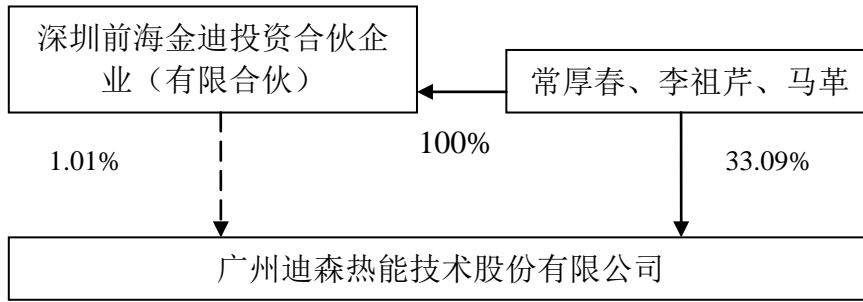 深圳前海金迪投资合伙企
业（有限合伙）
常厚春、李祖芹、马革
100%
1.01%
33.09%
广州迪森热能技术股份有限公司